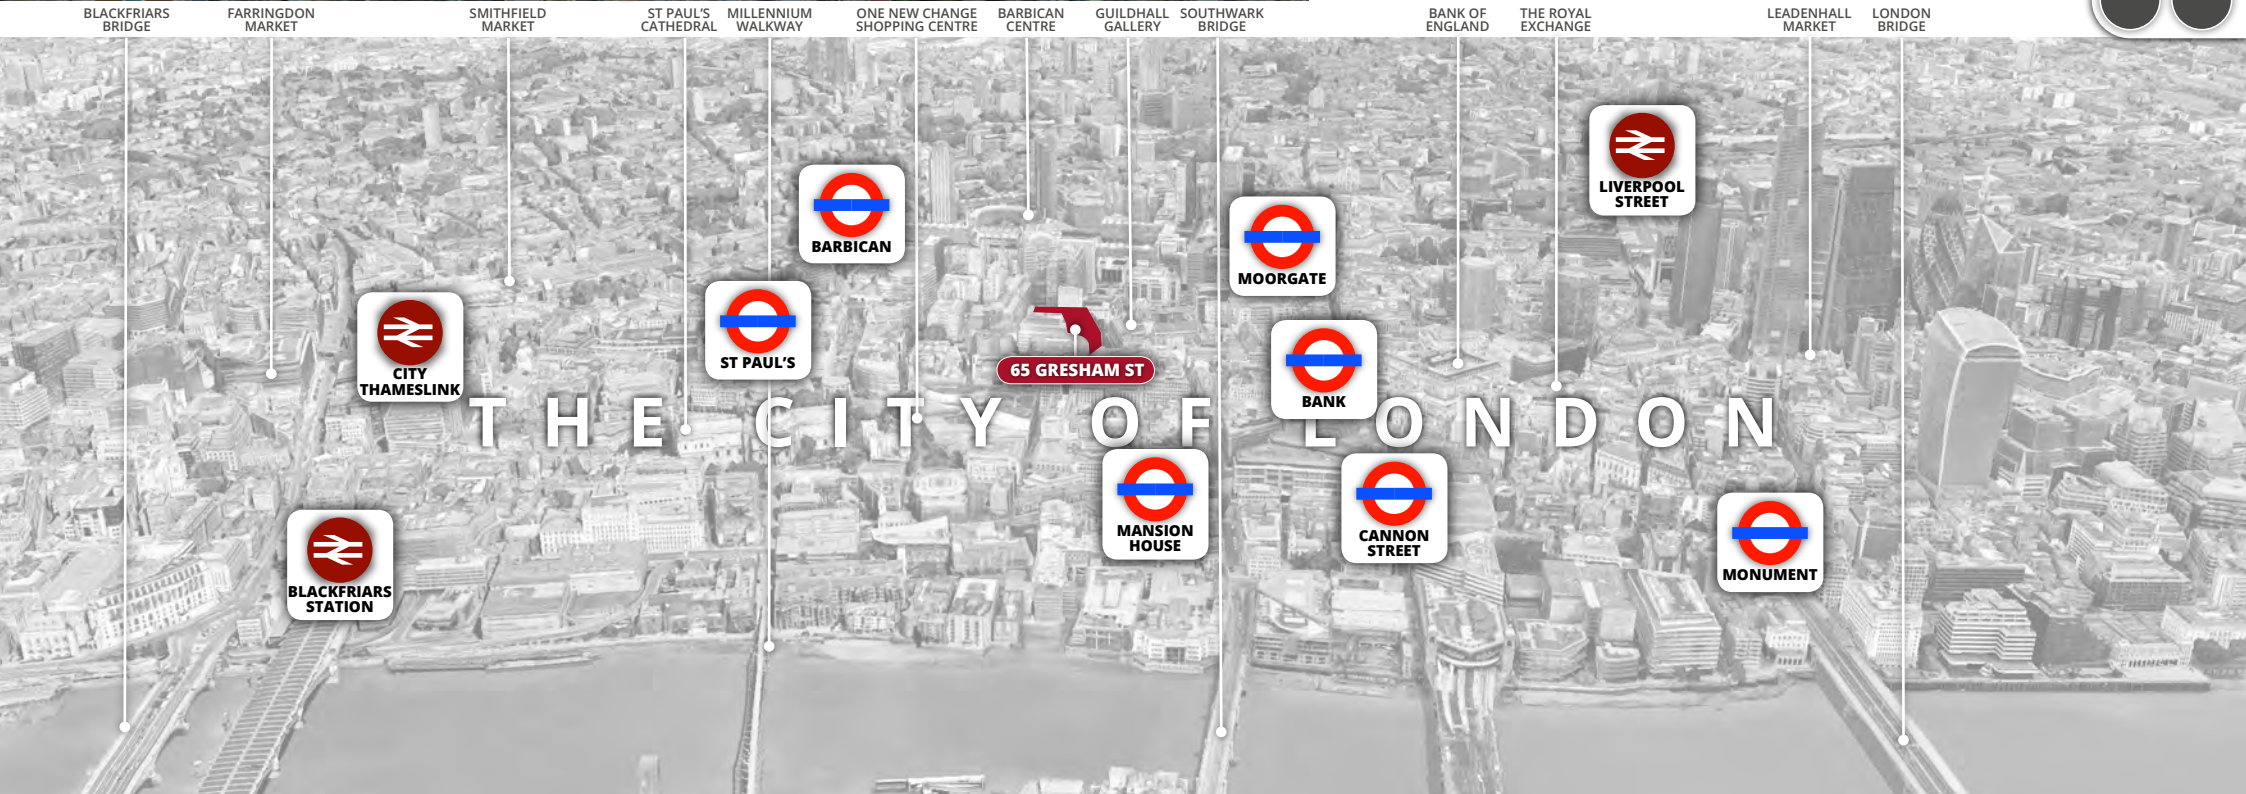 BLACKFRIARS
BRIDGE
FARRINGDON
MARKET
SMITHFIELD
MARKET
ST PAUL'S
CATHEDRAL
MILLENNIUM
WALKWAY
ONE NEW CHANGE
SHOPPING CENTRE
BARBICAN
CENTRE
GUILDHALL
GALLERY
SOUTHWARK
BRIDGE
BANK OF
ENGLAND
THE ROYAL
EXCHANGE
LEADENHALL
MARKET
LONDON
BRIDGE
LIVERPOOL
STREET
BARBICAN
MOORGATE
CITY
THAMESLINK
ST PAUL'S
65 GRESHAM ST
BANK
THE CITY OF LONDON
MANSION
HOUSE
CANNON
STREET
MONUMENT
BLACKFRIARS
STATION